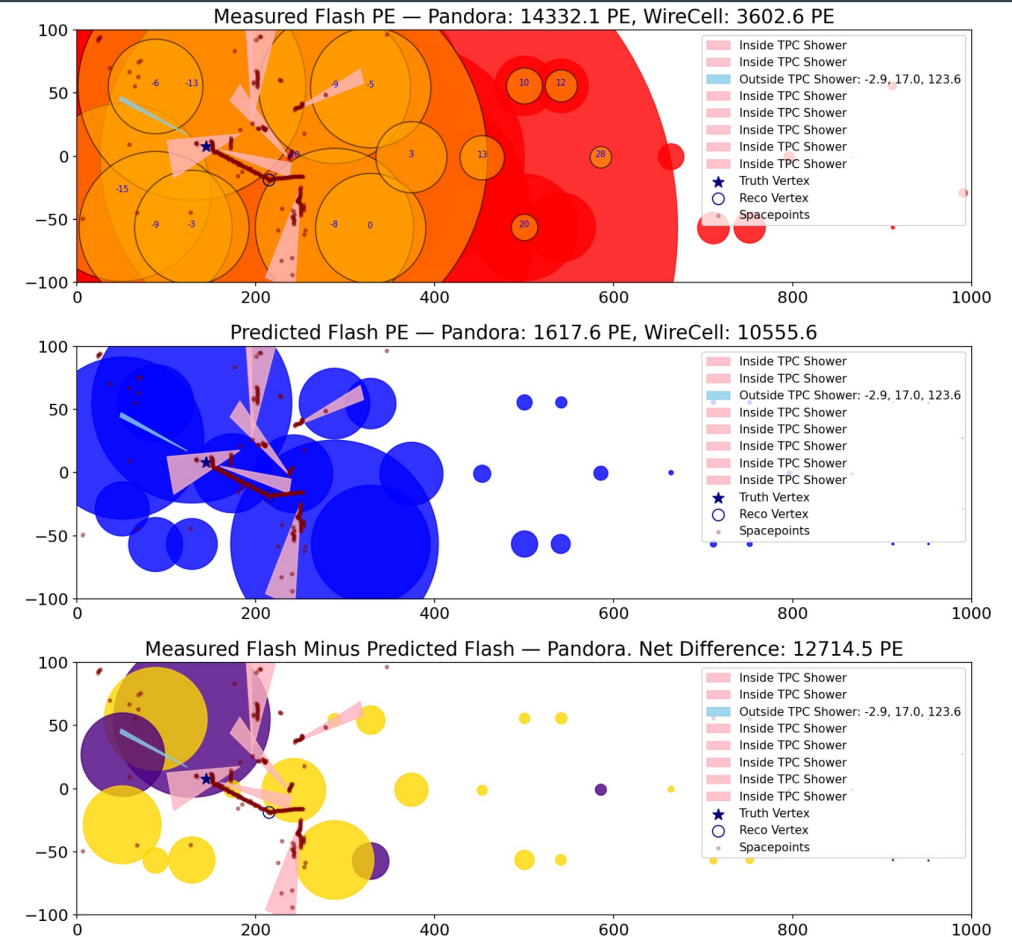 Measured Flash PE — Pandora: 14332.1 PE, WireCell: 3602.6 PE
100
50
0
−50
−100
-6
-13
-9
-5
10
12
3
13
28
-15
-9
-3
-8
0
20
Inside TPC Shower
Inside TPC Shower
Outside TPC Shower: -2.9, 17.0, 123.6
Inside TPC Shower
Inside TPC Shower
Inside TPC Shower
Inside TPC Shower
Inside TPC Shower
Truth Vertex
Reco Vertex
Spacepoints
0 200 400 600 800 1000
Predicted Flash PE — Pandora: 1617.6 PE, WireCell: 10555.6
100
50
0
−50
−100
Inside TPC Shower
Inside TPC Shower
Outside TPC Shower: -2.9, 17.0, 123.6
Inside TPC Shower
Inside TPC Shower
Inside TPC Shower
Inside TPC Shower
Inside TPC Shower
Truth Vertex
Reco Vertex
Spacepoints
0 200 400 600 800 1000
Measured Flash Minus Predicted Flash — Pandora. Net Difference: 12714.5 PE
100
50
0
−50
−100
Inside TPC Shower
Inside TPC Shower
Outside TPC Shower: -2.9, 17.0, 123.6
Inside TPC Shower
Inside TPC Shower
Inside TPC Shower
Inside TPC Shower
Inside TPC Shower
Truth Vertex
Reco Vertex
Spacepoints
0 200 400 600 800 1000